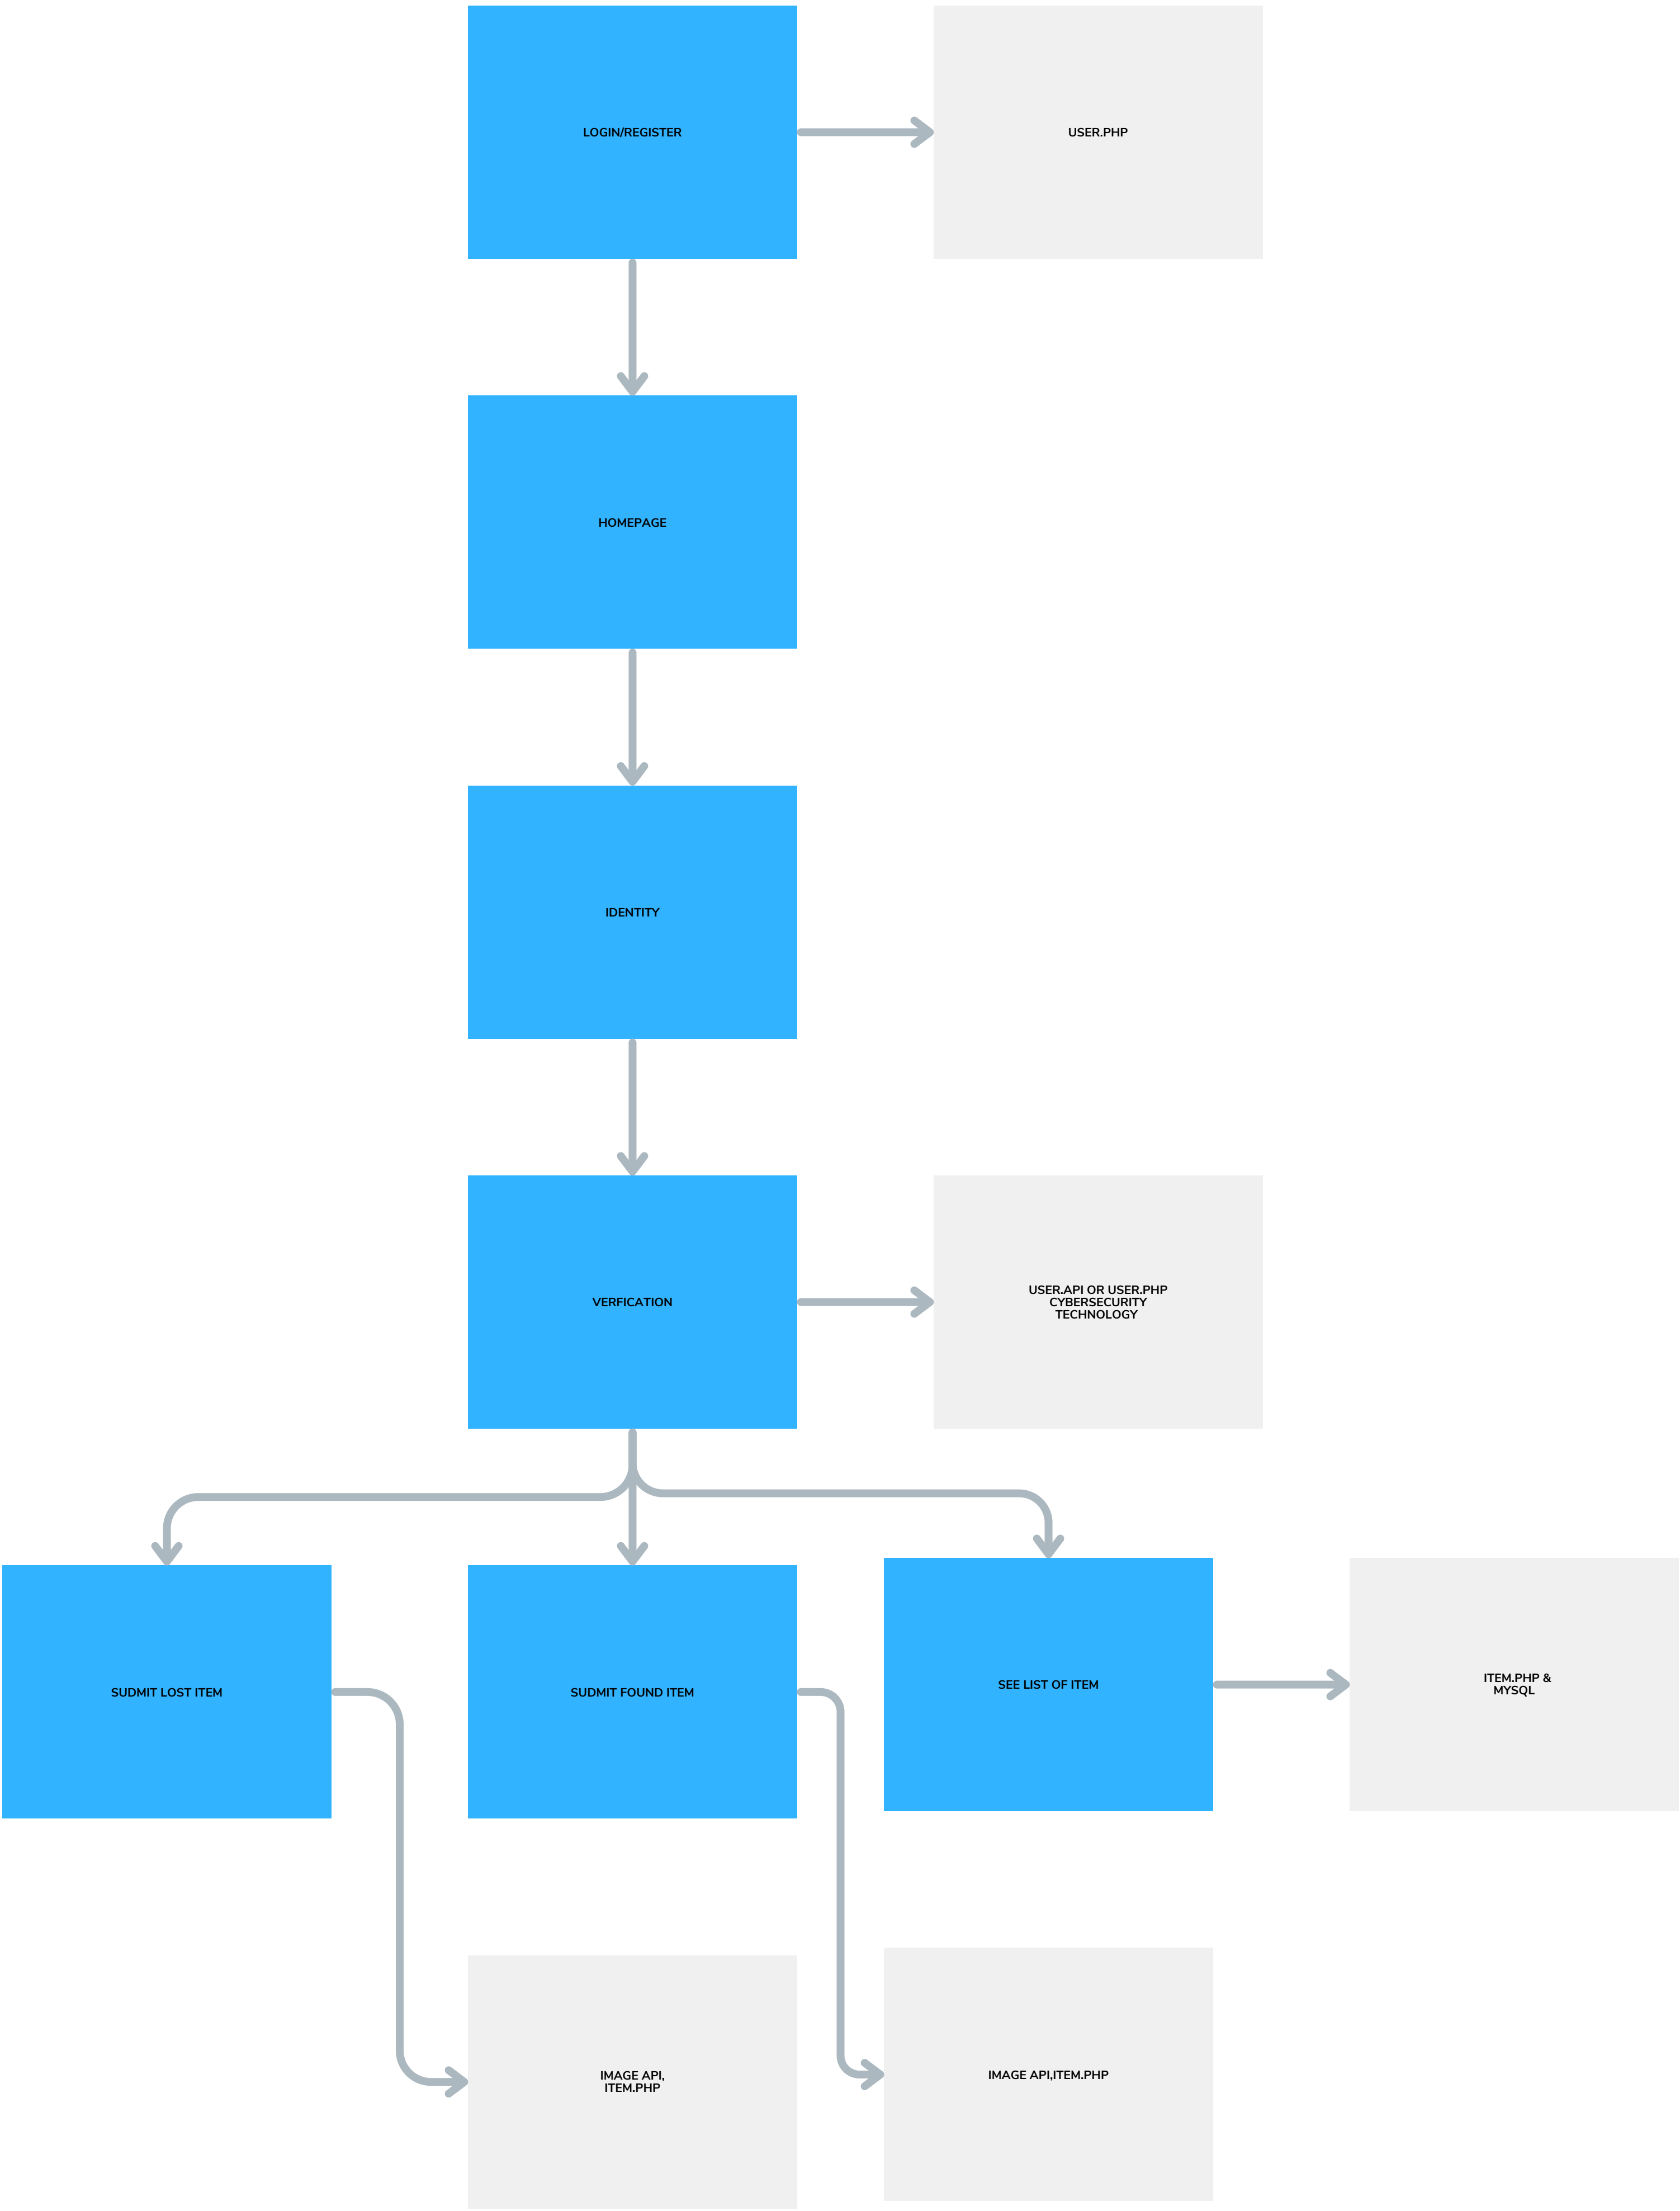 LOGIN/REGISTER
USER.PHP
HOMEPAGE
IDENTITY
VERFICATION
USER.API OR USER.PHP
CYBERSECURITY
TECHNOLOGY
SUDMIT LOST ITEM
SUDMIT FOUND ITEM
SEE LIST OF ITEM
ITEM.PHP &
MYSQL
IMAGE API,
ITEM.PHP
IMAGE API,ITEM.PHP